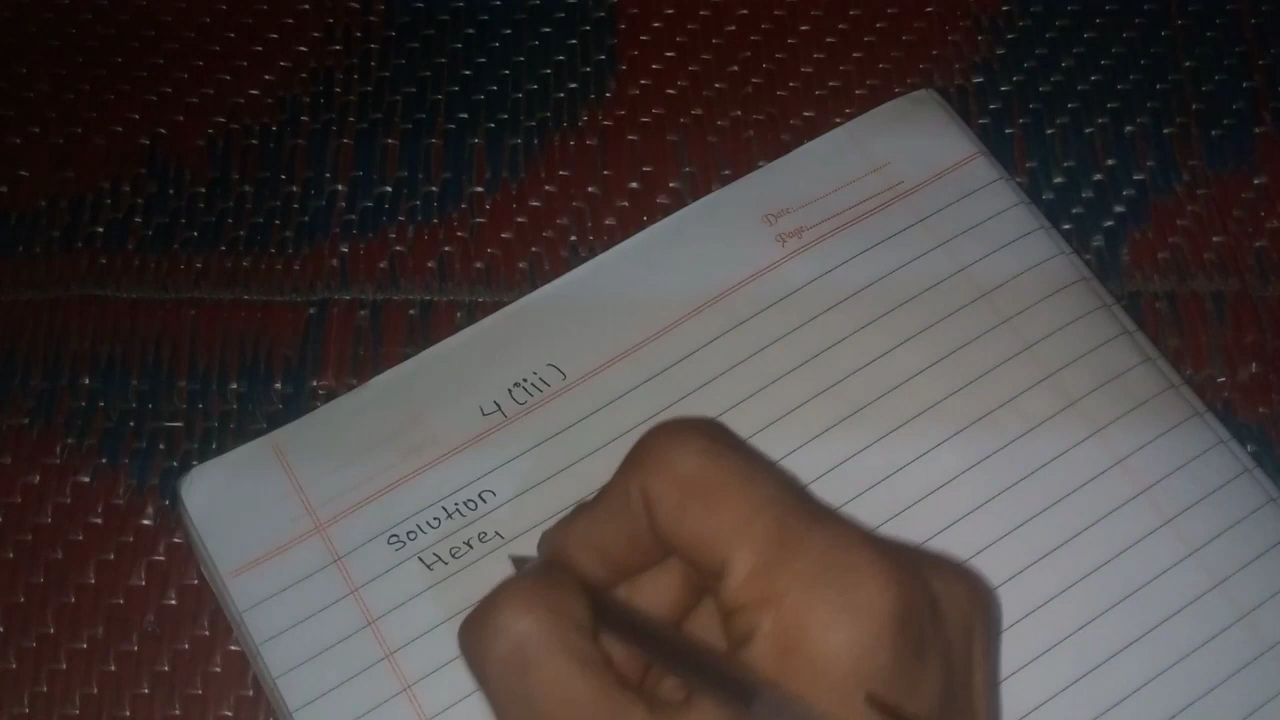 Date
Page
4(iii)
Solution
Here,